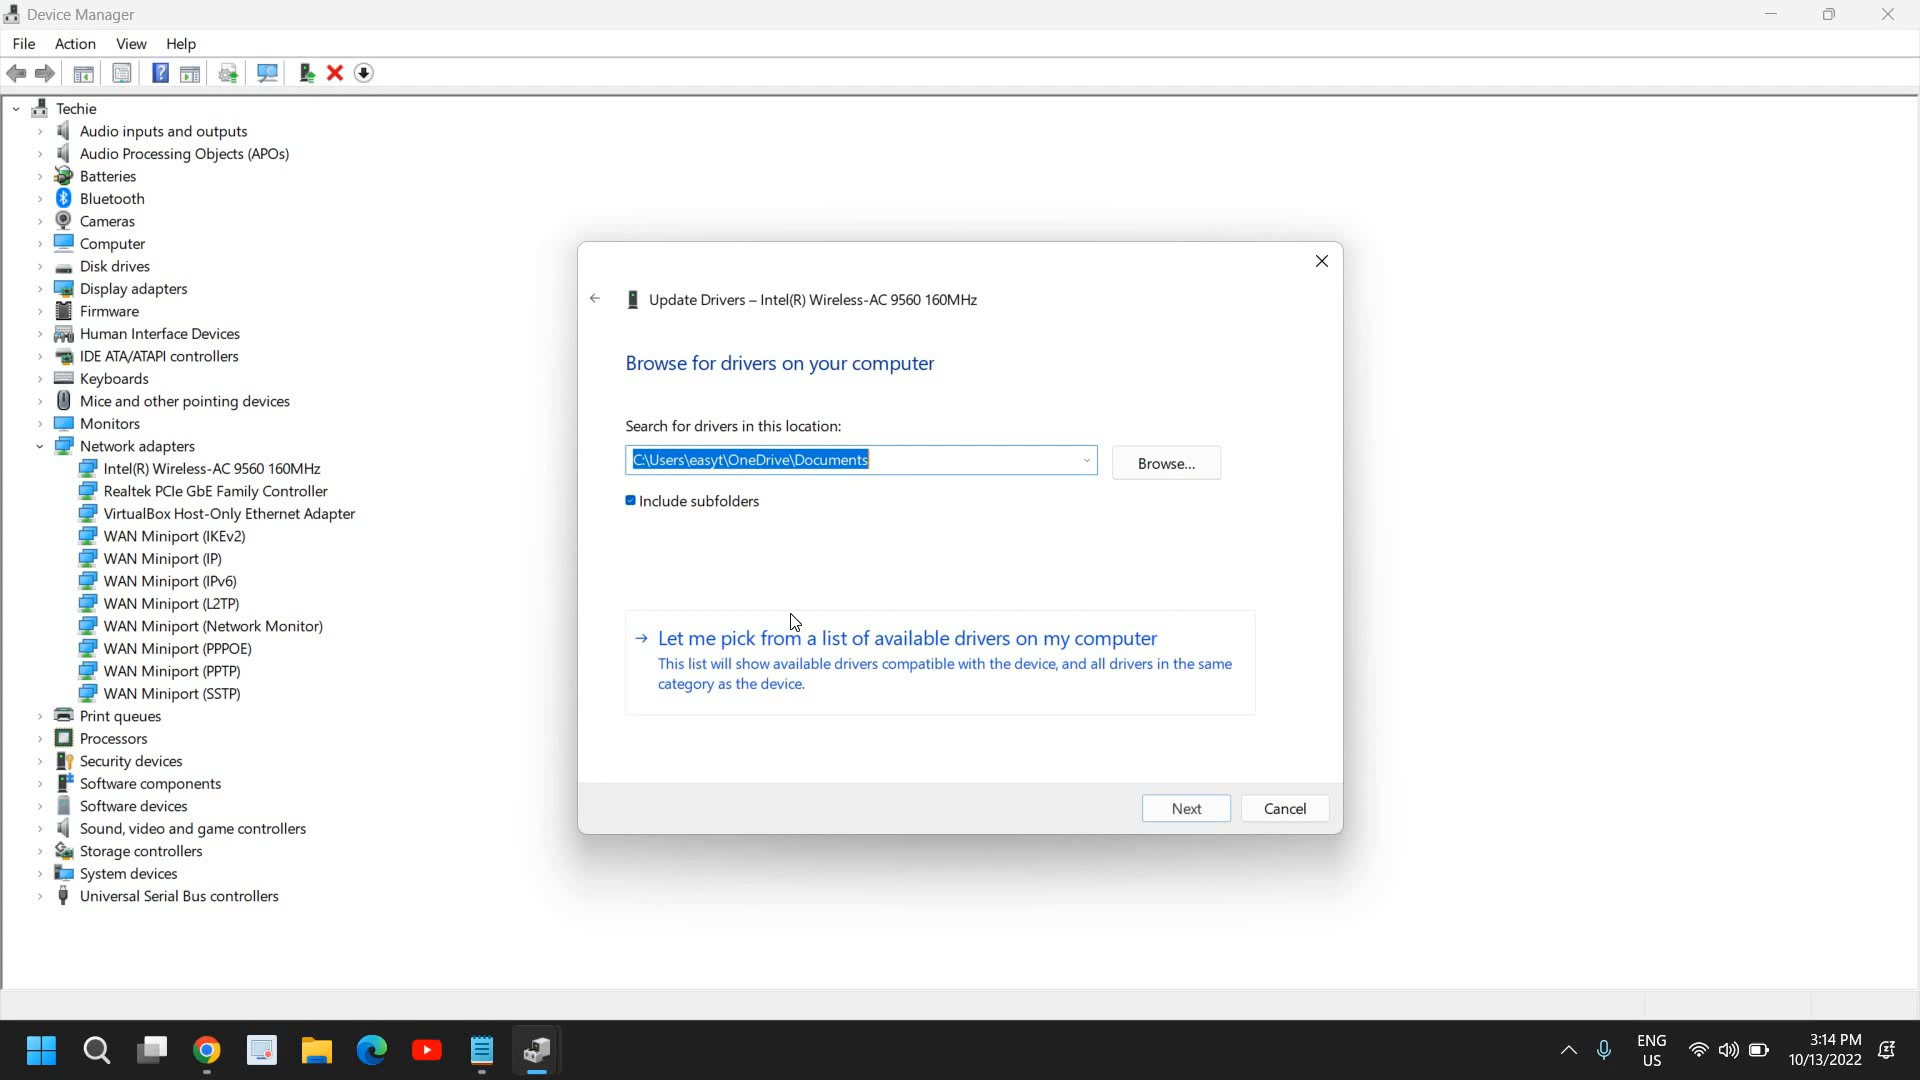 Device Manager
File Action View Help
Techie
Audio inputs and outputs
Audio Processing Objects (APOs)
Batteries
Bluetooth
Cameras
Computer
Disk drives
Display adapters
Firmware
Human Interface Devices
IDE ATA/ATAPI controllers
Keyboards
Mice and other pointing devices
Monitors
Network adapters
Intel(R) Wireless-AC 9560 160MHz
Realtek PCIe GbE Family Controller
VirtualBox Host-Only Ethernet Adapter
WAN Miniport (IKEv2)
WAN Miniport (IP)
WAN Miniport (IPv6)
WAN Miniport (L2TP)
WAN Miniport (Network Monitor)
WAN Miniport (PPPOE)
WAN Miniport (PPTP)
WAN Miniport (SSTP)
Print queues
Processors
Security devices
Software components
Software devices
Sound, video and game controllers
Storage controllers
System devices
Universal Serial Bus controllers
Update Drivers – Intel(R) Wireless-AC 9560 160MHz
Browse for drivers on your computer
Search for drivers in this location:
C:\Users\easyt\OneDrive\Documents
Browse...
Include subfolders
Let me pick from a list of available drivers on my computer
This list will show available drivers compatible with the device, and all drivers in the same
category as the device.
Next
Cancel
ENG
US
3:14 PM
10/13/2022